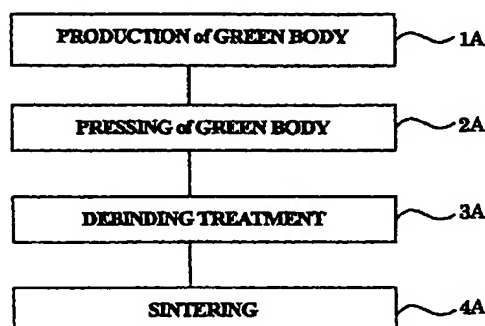 PRODUCTION of GREEN BODY 1A
PRESSING of GREEN BODY 2A
DEBINDING TREATMENT 3A
SINTERING 4A